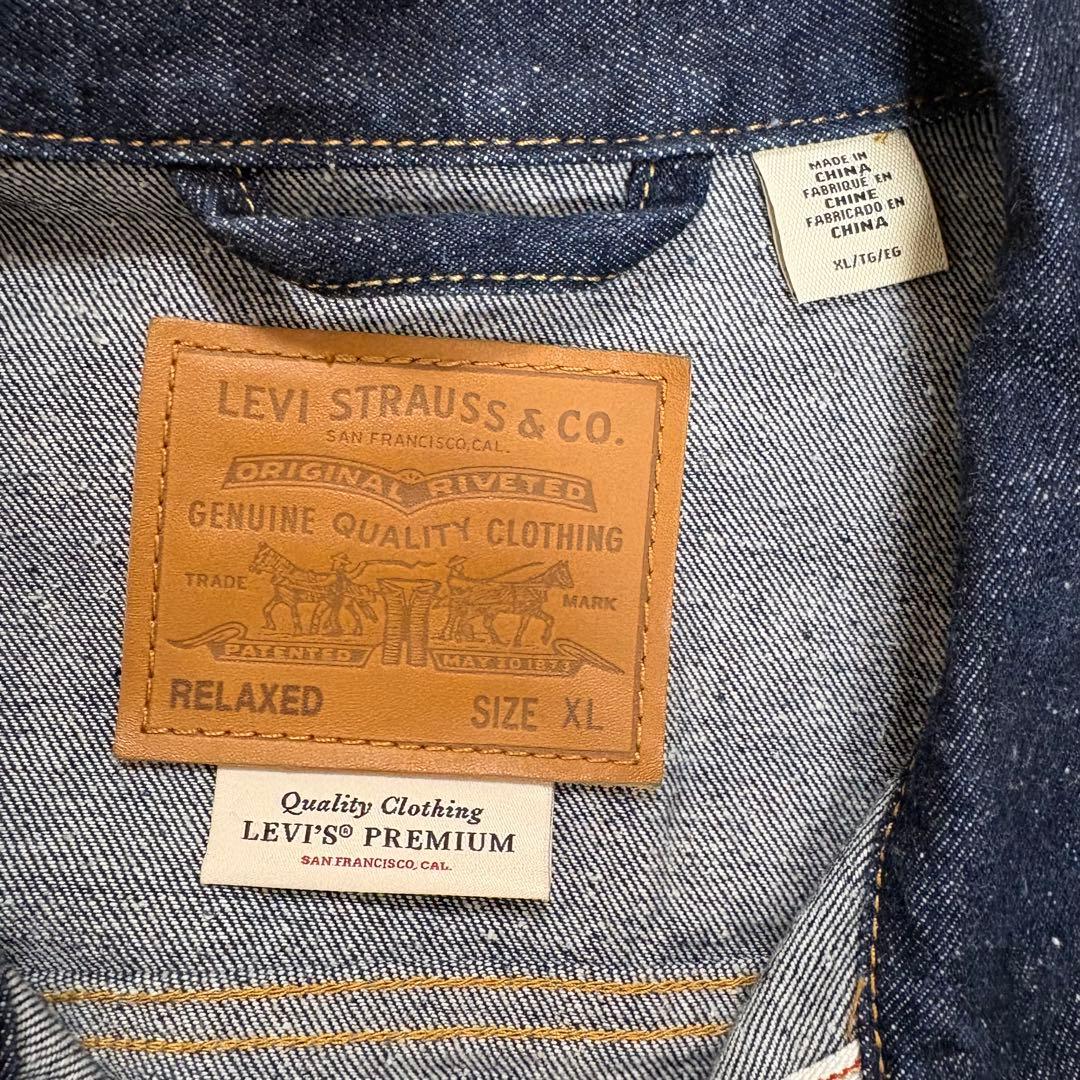 MADE IN
CHINA
FABRIQUÉ EN
CHINE
FABRICADO EN
CHINA
XL/TG/EG
LEVI STRAUSS & CO.
SAN FRANCISCO, CAL.
ORIGINAL RIVETED
GENUINE QUALITY CLOTHING
TRADE MARK
PATENTED MAY 20 1873
RELAXED SIZE XL
Quality Clothing
LEVI'S® PREMIUM
SAN FRANCISCO, CAL.